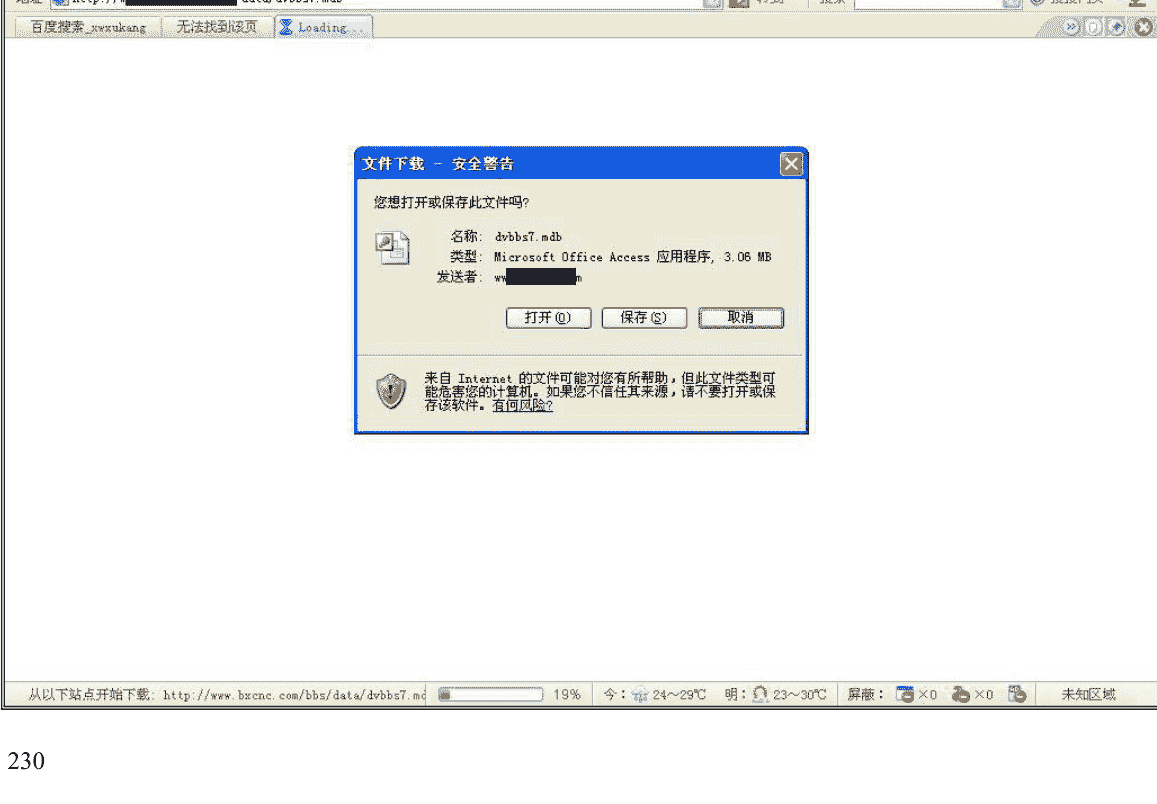 百度搜索_xwxukang 无法找到该页 Loading...
文件下载 - 安全警告
您想打开或保存此文件吗?
名称: dvbbs7.mdb
类型: Microsoft Office Access 应用程序, 3.06 MB
发送者:
打开(O) 保存(S) 取消
来自 Internet 的文件可能对您有所帮助，但此文件类型可
能危害您的计算机。如果您不信任其来源，请不要打开或保
存该软件。有何风险?
从以下站点开始下载: http://www.bxcnc.com/bbs/data/dvbbs7.md 19% 今: 24～29℃ 明: 23～30℃ 屏蔽: ×0 ×0 未知区域
230